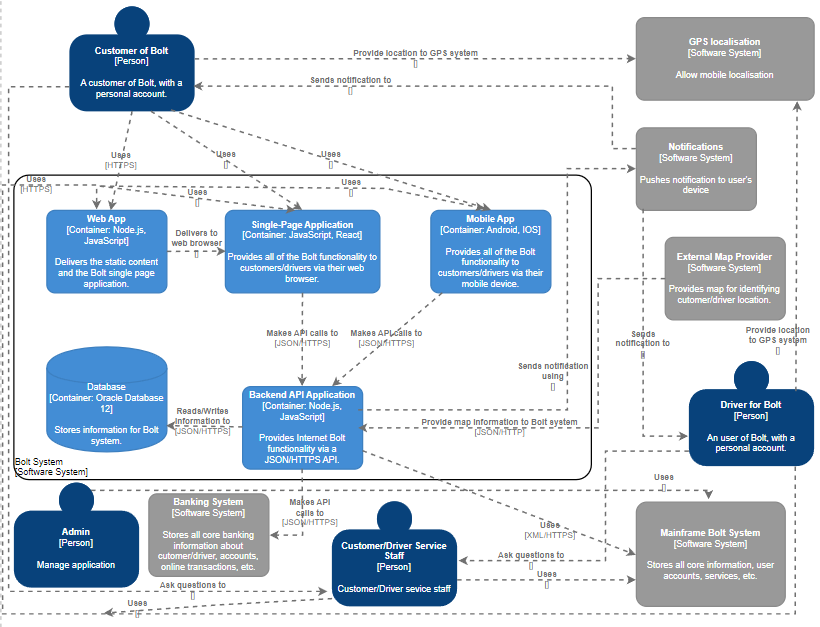 Customer of Bolt
[Person]
A customer of Bolt, with a
personal account.
Provide location to GPS system
[]
Sends notification to
[]
GPS localisation
[Software System]
Allow mobile localisation
Notifications
[Software System]
Pushes notification to user's
device
Uses
[HTTPS]
Uses
[]
Uses
[]
Uses
[HTTPS]
Uses
[]
Uses
[]
Web App
[Container: Node.js,
JavaScript]
Delivers the static content
and the Bolt single page
application.
Delivers to
web browser
[]
Single-Page Application
[Container: JavaScript, React]
Provides all of the Bolt functionality to
customers/drivers via their web
browser.
Mobile App
[Container: Android, IOS]
Provides all of the Bolt
functionality to
customers/drivers via their
mobile device.
External Map Provider
[Software System]
Provides map for identifying
cutomer/driver location.
Makes API calls to
[JSON/HTTPS]
Makes API calls to
[JSON/HTTPS]
Sends
notification to
[]
Provide location
to GPS system
[]
Sends notification
using
[]
Database
[Container: Oracle Database
12]
Stores information for Bolt
system.
Reads/Writes
information to
[JSON/HTTPS]
Backend API Application
[Container: Node.js,
JavaScript]
Provides Internet Bolt
functionality via a
JSON/HTTPS API.
Provide map information to Bolt system
[JSON/HTTP]
Driver for Bolt
[Person]
An user of Bolt, with a
personal account.
Bolt System
[Software System]
Uses
[]
Admin
[Person]
Manage application
Banking System
[Software System]
Stores all core banking
information about
cutomer/driver, accounts,
online transactions, etc.
Makes API
calls to
[JSON/HTTPS]
Customer/Driver Service
Staff
[Person]
Customer/Driver sevice staff
Uses
[XML/HTTPS]
Ask questions to
[]
Uses
[]
Mainframe Bolt System
[Software System]
Stores all core information, user
accounts, services, etc.
Ask questions to
[]
Uses
[]